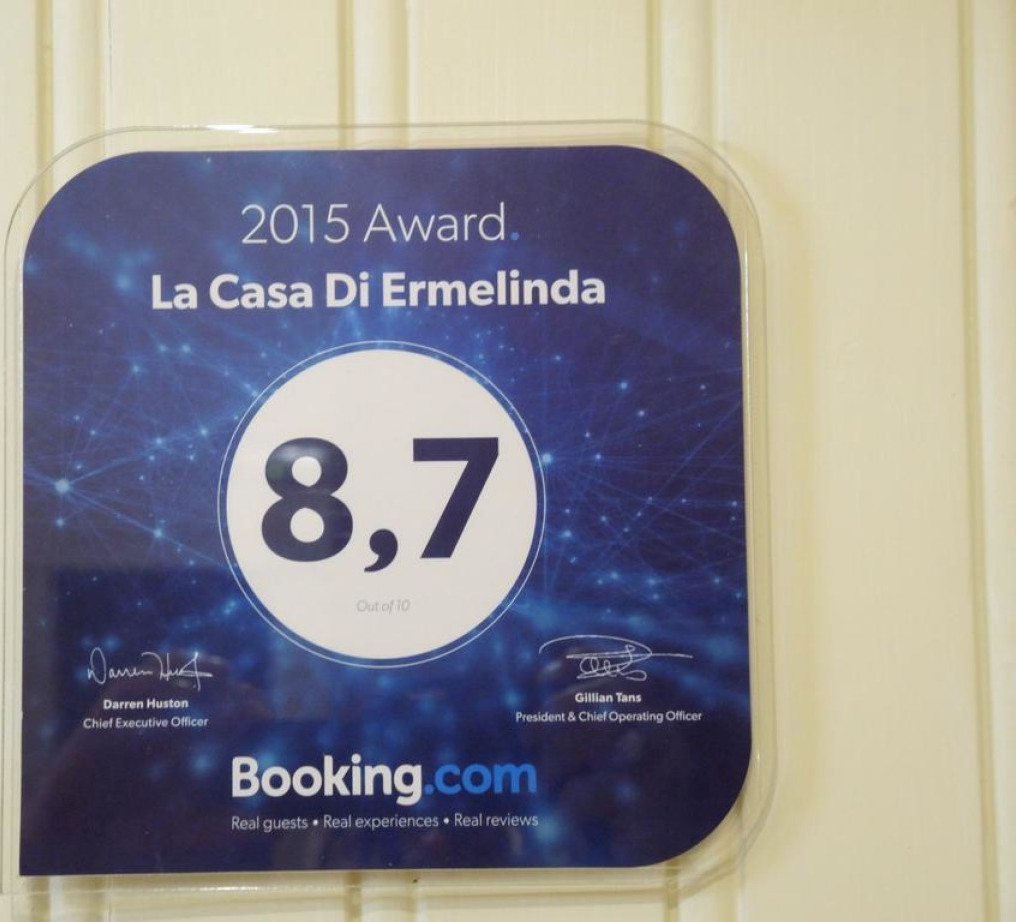 2015 Award.
La Casa Di Ermelinda
8,7
Out of 10
Darren Huston
Chief Executive Officer
Gillian Tans
President & Chief Operating Officer
Booking.com
Real guests • Real experiences • Real reviews